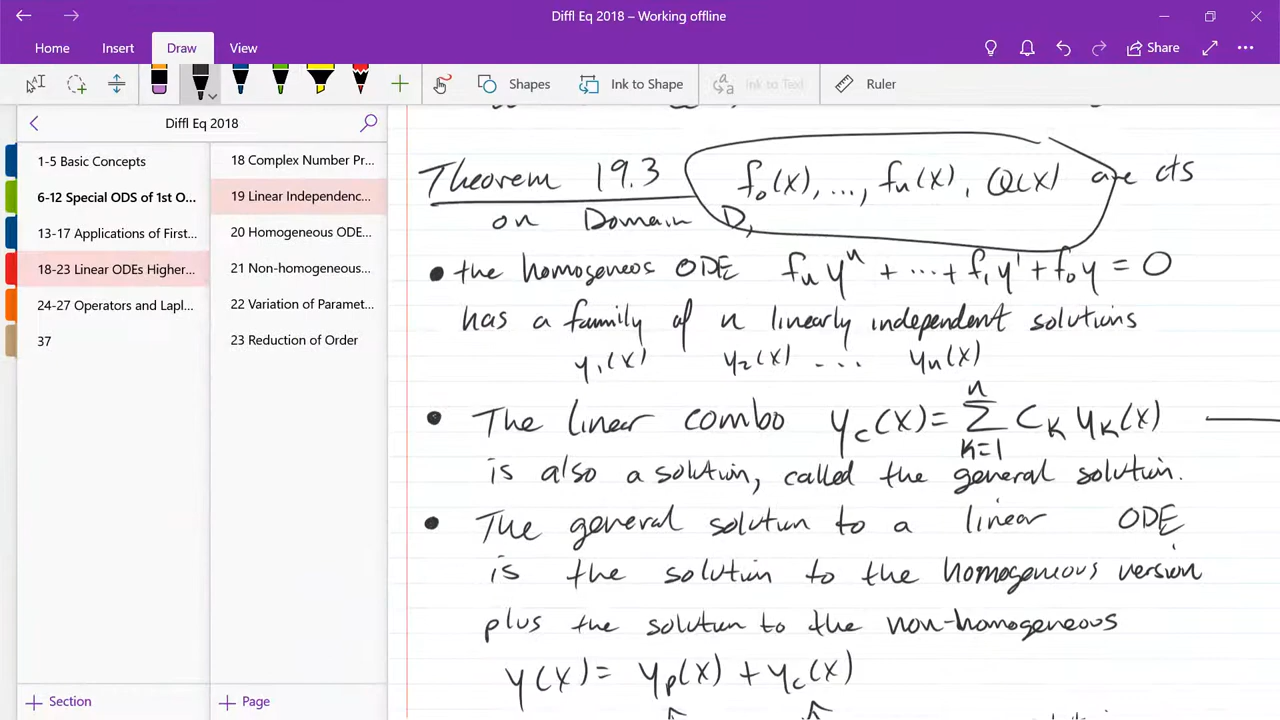 Diffl Eq 2018 – Working offline
Home Insert Draw View
Share
Shapes Ink to Shape Ink to Text Ruler
Diffl Eq 2018
1-5 Basic Concepts
6-12 Special ODS of 1st O...
13-17 Applications of First...
18-23 Linear ODEs Higher...
24-27 Operators and Lapl...
37
18 Complex Number Pr...
19 Linear Independenc...
20 Homogeneous ODE...
21 Non-homogeneous...
22 Variation of Paramet...
23 Reduction of Order
+ Section
+ Page
Theorem 19.3 f₀(x), ..., fₙ(x), Q(x) are cts
on Domain D,
• the homogeneos ODE fₙ yⁿ + ... + f₁y' + f₀y = 0
has a family of n linearly independent solutions
y₁(x) y₂(x) ... yₙ(x)
• The linear combo y_c(x) = Σ_{k=1}^{n} C_k y_k(x)
is also a solution, called the general solution.
• The general solution to a linear ODE
is the solution to the homogeneous version
plus the solution to the non-homogeneous
y(x) = y_p(x) + y_c(x)